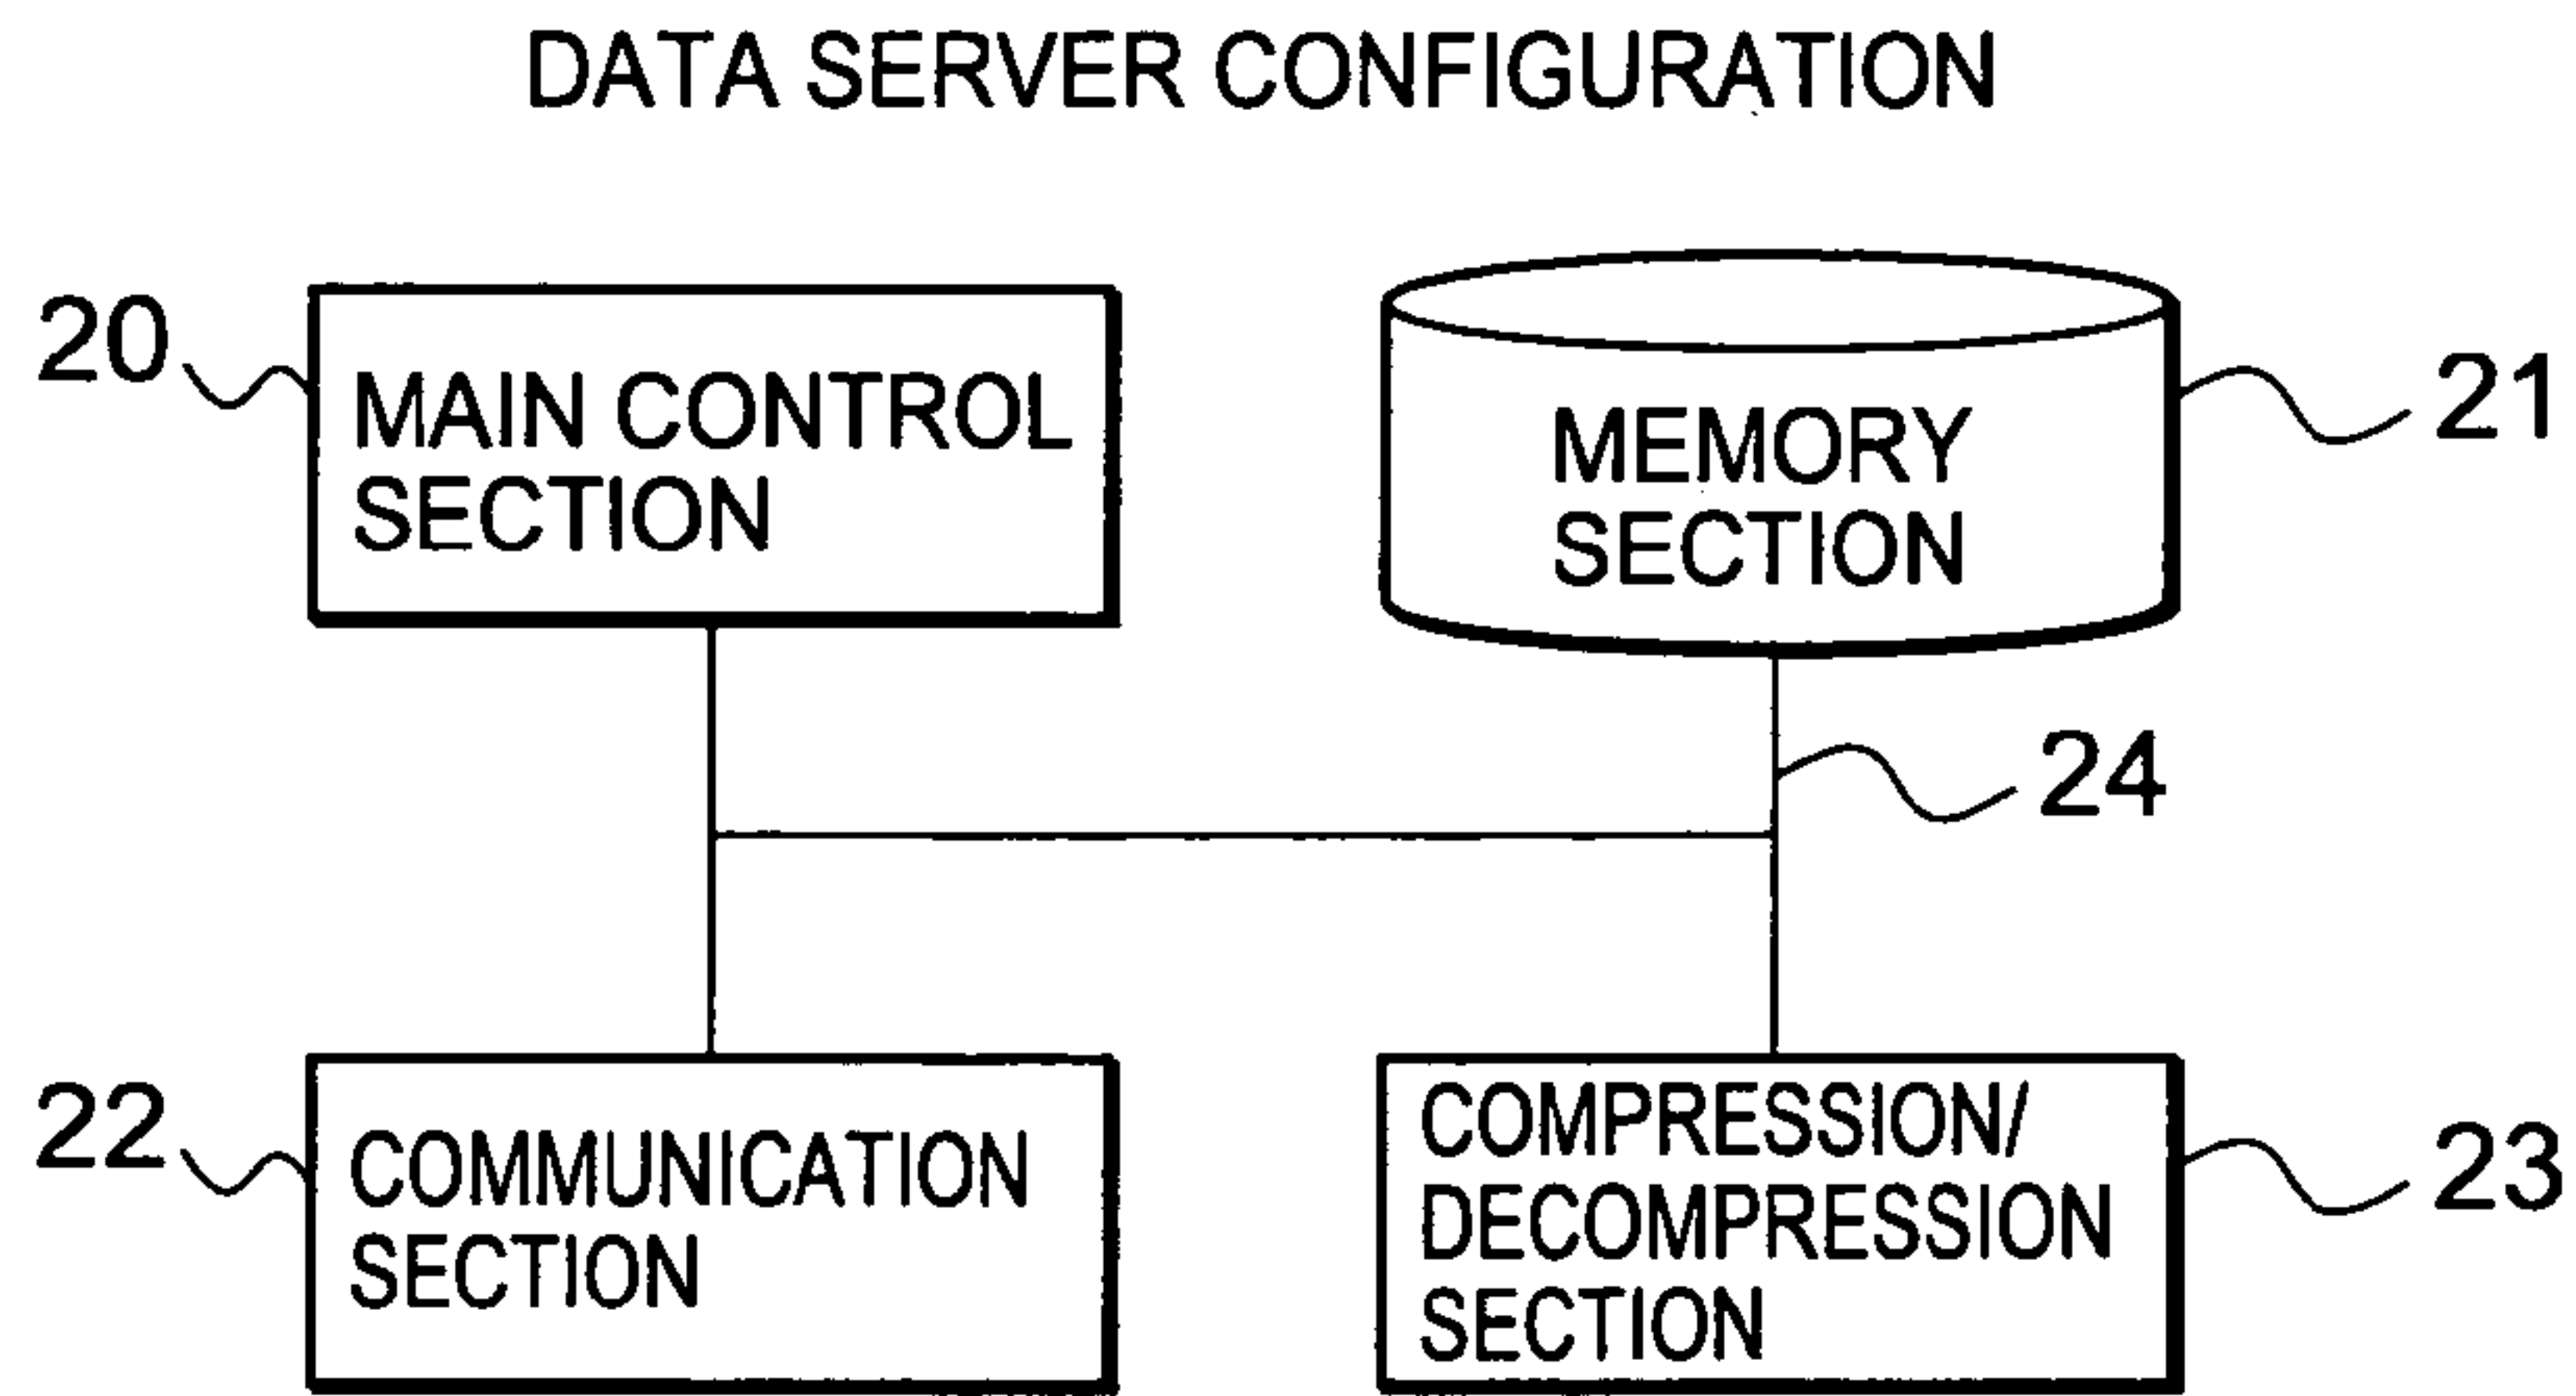 DATA SERVER CONFIGURATION
20
MAIN CONTROL
SECTION
MEMORY
SECTION
21
24
22
COMMUNICATION
SECTION
COMPRESSION/
DECOMPRESSION
SECTION
23